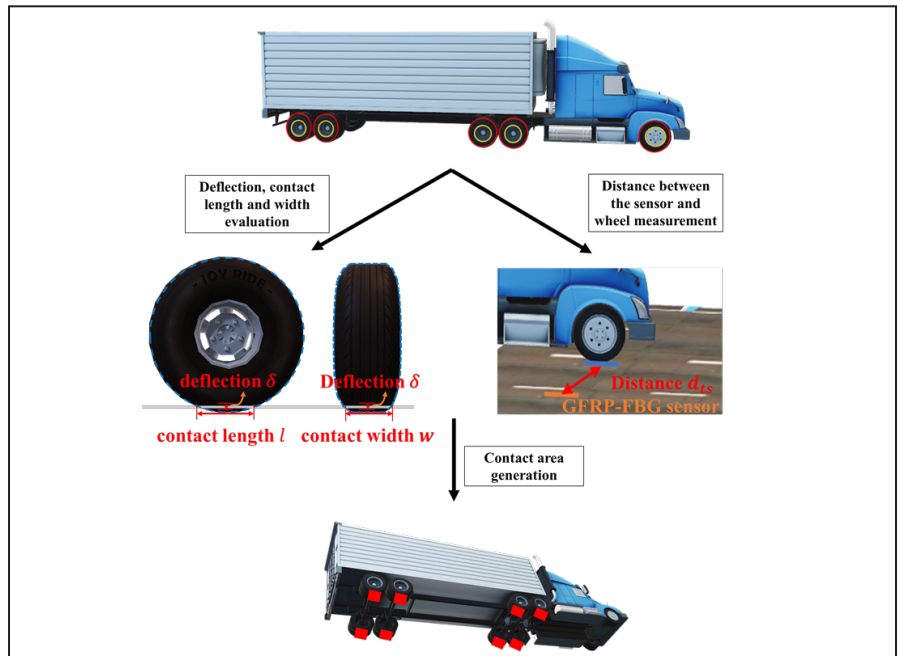 Deflection, contact
length and width
evaluation
Distance between
the sensor and
wheel measurement
- JOY RIDE -
deflection δ
Deflection δ
contact length l
contact width w
Distance d_ts
GFRP-FBG sensor
Contact area
generation